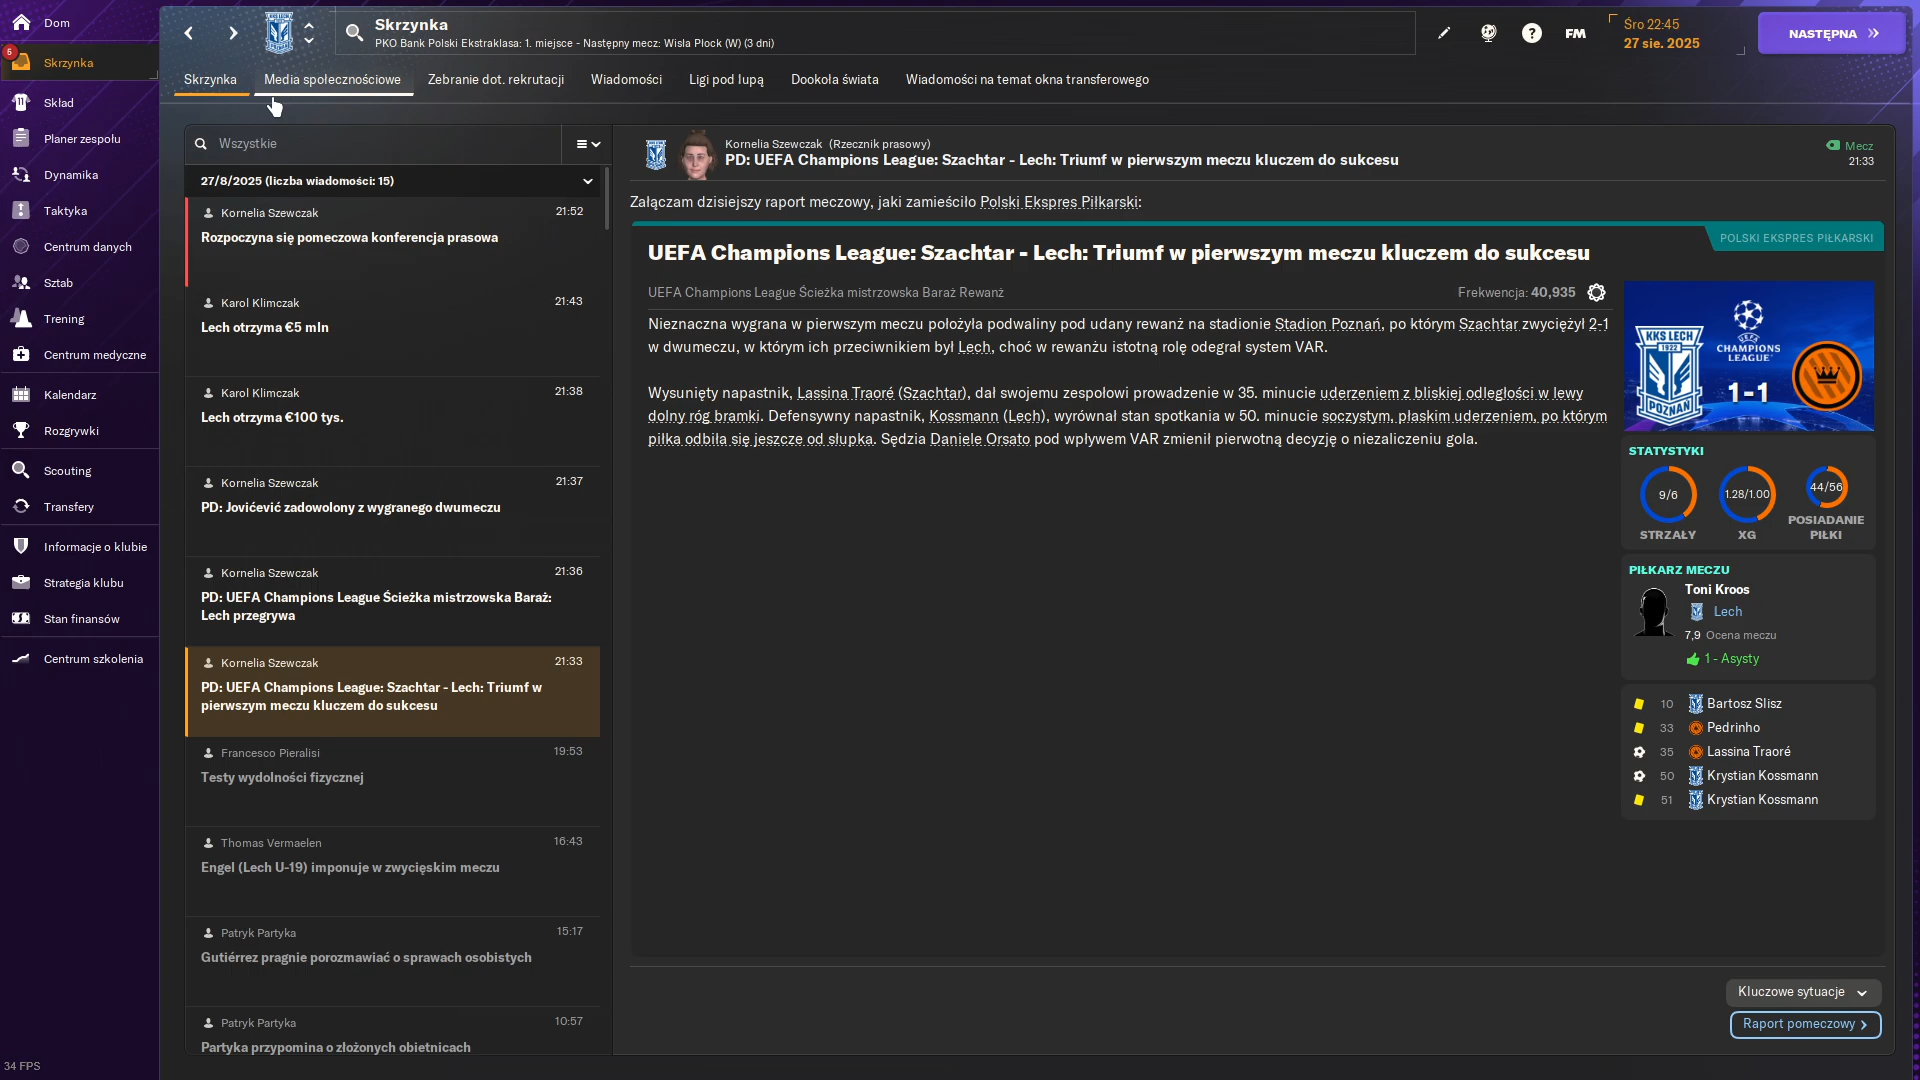 Dom
6
Skrzynka
Skład
Planer zespołu
Dynamika
Taktyka
Centrum danych
Sztab
Trening
Centrum medyczne
Kalendarz
Rozgrywki
Scouting
Transfery
Informacje o klubie
Strategia klubu
Stan finansów
Centrum szkolenia
34 FPS
Skrzynka
PKO Bank Polski Ekstraklasa: 1. miejsce - Następny mecz: Wisła Płock (W) (3 dni)
FM
Śro 22:45
27 sie. 2025
NASTĘPNA
Skrzynka
Media społecznościowe
Zebranie dot. rekrutacji
Wiadomości
Ligi pod lupą
Dookoła świata
Wiadomości na temat okna transferowego
Wszystkie
27/8/2025 (liczba wiadomości: 15)
Kornelia Szewczak 21:52
Rozpoczyna się pomeczowa konferencja prasowa
Karol Klimczak 21:43
Lech otrzyma €5 mln
Karol Klimczak 21:38
Lech otrzyma €100 tys.
Kornelia Szewczak 21:37
PD: Jovićević zadowolony z wygranego dwumeczu
Kornelia Szewczak 21:36
PD: UEFA Champions League Ścieżka mistrzowska Baraż:
Lech przegrywa
Kornelia Szewczak 21:33
PD: UEFA Champions League: Szachtar - Lech: Triumf w
pierwszym meczu kluczem do sukcesu
Francesco Pieralisi 19:53
Testy wydolności fizycznej
Thomas Vermaelen 16:43
Engel (Lech U-19) imponuje w zwycięskim meczu
Patryk Partyka 15:17
Gutiérrez pragnie porozmawiać o sprawach osobistych
Patryk Partyka 10:57
Partyka przypomina o złożonych obietnicach
Kornelia Szewczak (Rzecznik prasowy)
PD: UEFA Champions League: Szachtar - Lech: Triumf w pierwszym meczu kluczem do sukcesu
Mecz
21:33
Załączam dzisiejszy raport meczowy, jaki zamieściło Polski Ekspres Piłkarski:
POLSKI EKSPRES PIŁKARSKI
UEFA Champions League: Szachtar - Lech: Triumf w pierwszym meczu kluczem do sukcesu
UEFA Champions League Ścieżka mistrzowska Baraż Rewanż
Frekwencja: 40,935
Nieznaczna wygrana w pierwszym meczu położyła podwaliny pod udany rewanż na stadionie Stadion Poznań, po którym Szachtar zwyciężył 2-1
w dwumeczu, w którym ich przeciwnikiem był Lech, choć w rewanżu istotną rolę odegrał system VAR.
Wysunięty napastnik, Lassina Traoré (Szachtar), dał swojemu zespołowi prowadzenie w 35. minucie uderzeniem z bliskiej odległości w lewy
dolny róg bramki. Defensywny napastnik, Kossmann (Lech), wyrównał stan spotkania w 50. minucie soczystym, płaskim uderzeniem, po którym
piłka odbiła się jeszcze od słupka. Sędzia Daniele Orsato pod wpływem VAR zmienił pierwotną decyzję o niezaliczeniu gola.
KKS LECH
1922
POZNAŃ
CHAMPIONS
LEAGUE
1-1
STATYSTYKI
9/6
1.28/1.00
44/56
STRZAŁY
XG
POSIADANIE
PIŁKI
PIŁKARZ MECZU
Toni Kroos
Lech
7,9 Ocena meczu
1 - Asysty
10 Bartosz Slisz
33 Pedrinho
35 Lassina Traoré
50 Krystian Kossmann
51 Krystian Kossmann
Kluczowe sytuacje
Raport pomeczowy